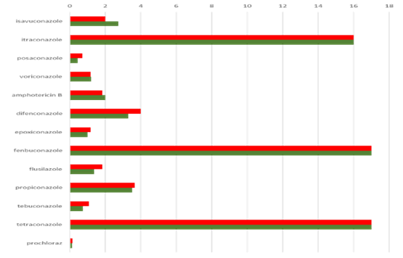 0 2 4 6 8 10 12 14 16 18
isavuconazole
itraconazole
posaconazole
voriconazole
amphotericin B
difenconazole
epoxiconazole
fenbuconazole
flusilazole
propiconazole
tebuconazole
tetraconazole
prochloraz